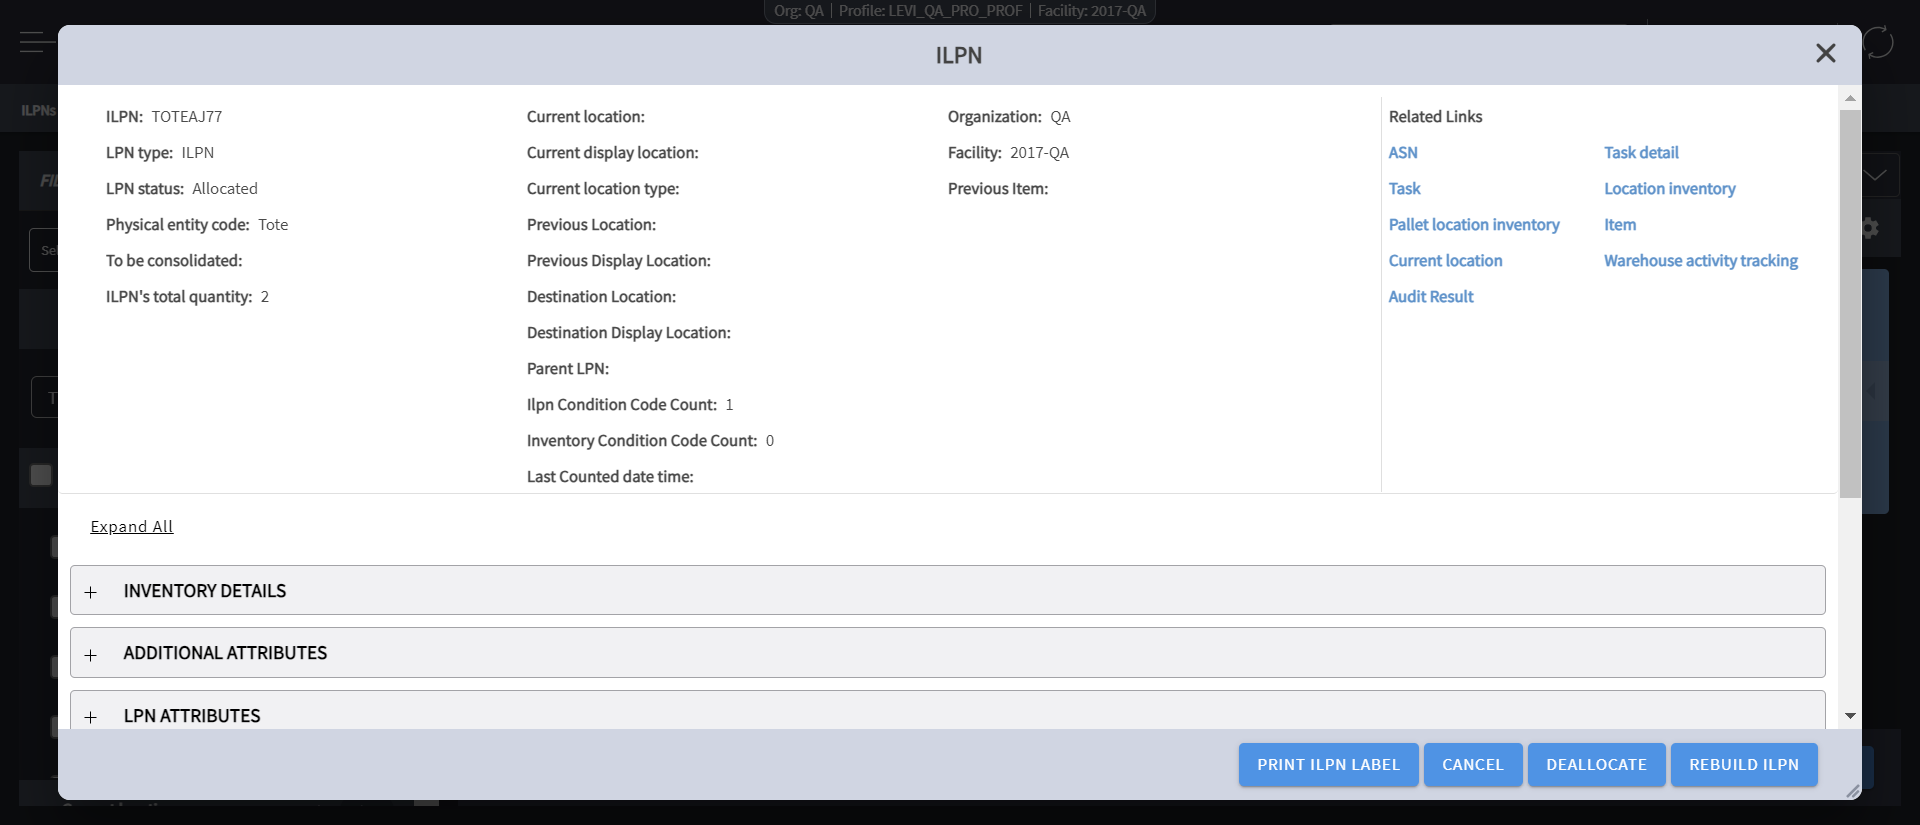 Org: QA | Profile: LEVI_QA_PRO_PROF | Facility: 2017-QA
ILPN
ILPNs
ILPN: TOTEAJ77
LPN type: ILPN
LPN status: Allocated
Physical entity code: Tote
To be consolidated:
ILPN's total quantity: 2
Current location:
Current display location:
Current location type:
Previous Location:
Previous Display Location:
Destination Location:
Destination Display Location:
Parent LPN:
Ilpn Condition Code Count: 1
Inventory Condition Code Count: 0
Last Counted date time:
Organization: QA
Facility: 2017-QA
Previous Item:
Related Links
ASN
Task detail
Task
Location inventory
Pallet location inventory
Item
Current location
Warehouse activity tracking
Audit Result
Expand All
+ INVENTORY DETAILS
+ ADDITIONAL ATTRIBUTES
+ LPN ATTRIBUTES
PRINT ILPN LABEL
CANCEL
DEALLOCATE
REBUILD ILPN